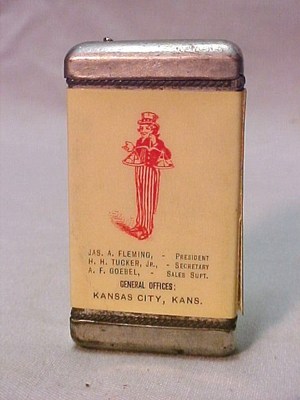 JAS. A. FLEMING, - PRESIDENT
H. H. TUCKER, JR., - SECRETARY
A. F. GOEBEL, - SALES SUPT.
GENERAL OFFICES:
KANSAS CITY, KANS.